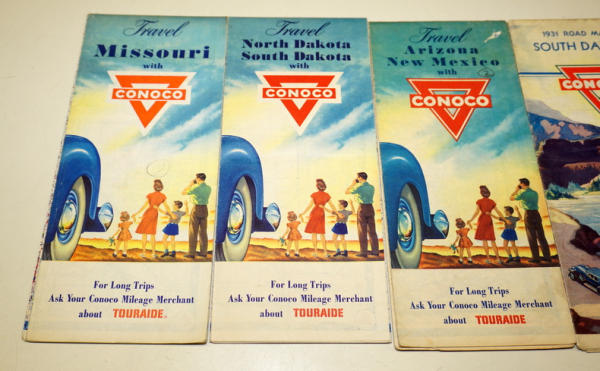 Travel
Missouri
with
CONOCO
For Long Trips
Ask Your Conoco Mileage Merchant
about TOURAIDE.
Travel
North Dakota
South Dakota
with
CONOCO
For Long Trips
Ask Your Conoco Mileage Merchant
about TOURAIDE
Travel
Arizona
New Mexico
with
CONOCO
For Long Trips
Ask Your Conoco Mileage Merchant
about TOURAIDE
1931 ROAD
SOUTH